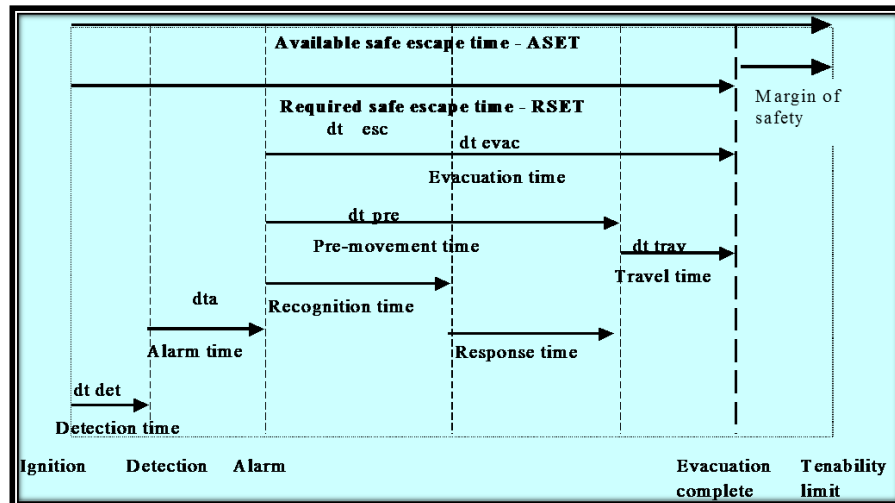 Available safe escape time - ASET
Margin of
safety
Required safe escape time - RSET
dt esc
dt evac
Evacuation time
dt pre
Pre-movement time
dt trav
Travel time
Recognition time
dta
Alarm time
Response time
dt det
Detection time
Ignition Detection Alarm Evacuation complete Tenability limit